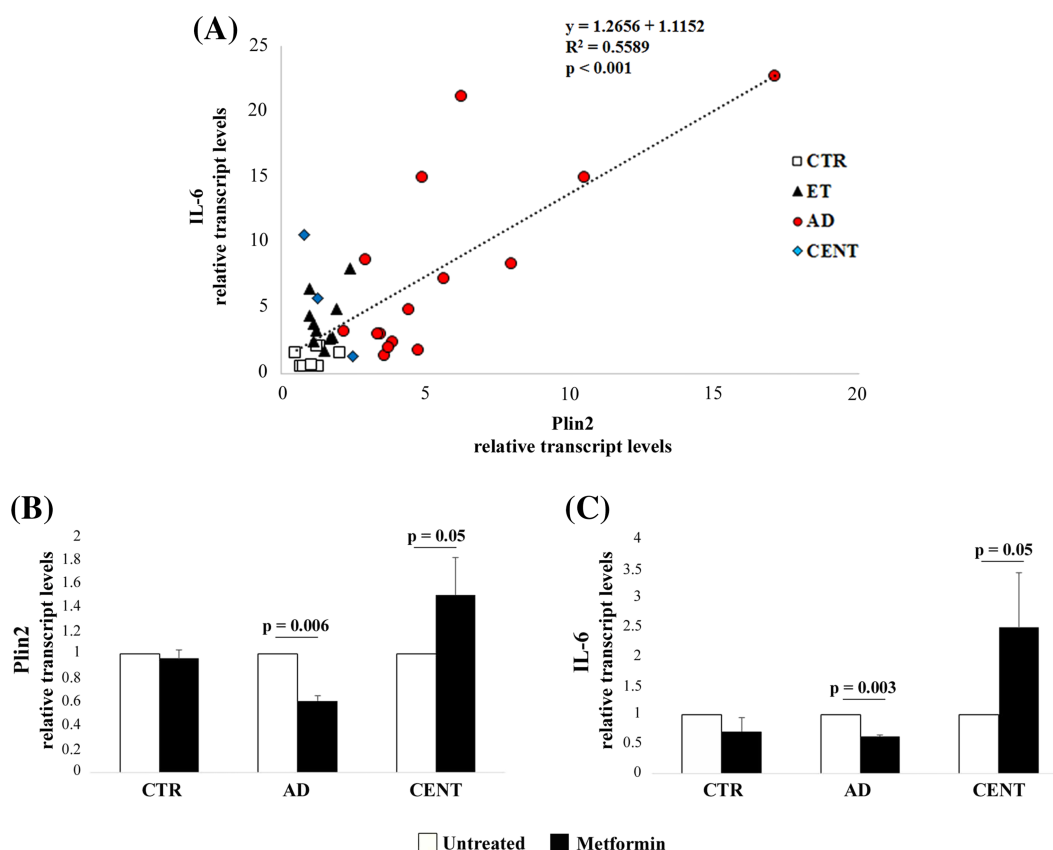 (A)
y = 1.2656 + 1.1152
R² = 0.5589
p < 0.001
IL-6
relative transcript levels
25
20
15
10
5
0
0 5 10 15 20
Plin2
relative transcript levels
CTR
ET
AD
CENT
(B)
Plin2
relative transcript levels
2
1.8
1.6
1.4
1.2
1
0.8
0.6
0.4
0.2
0
p = 0.006
p = 0.05
CTR AD CENT
(C)
IL-6
relative transcript levels
4
3.5
3
2.5
2
1.5
1
0.5
0
p = 0.003
p = 0.05
CTR AD CENT
Untreated Metformin